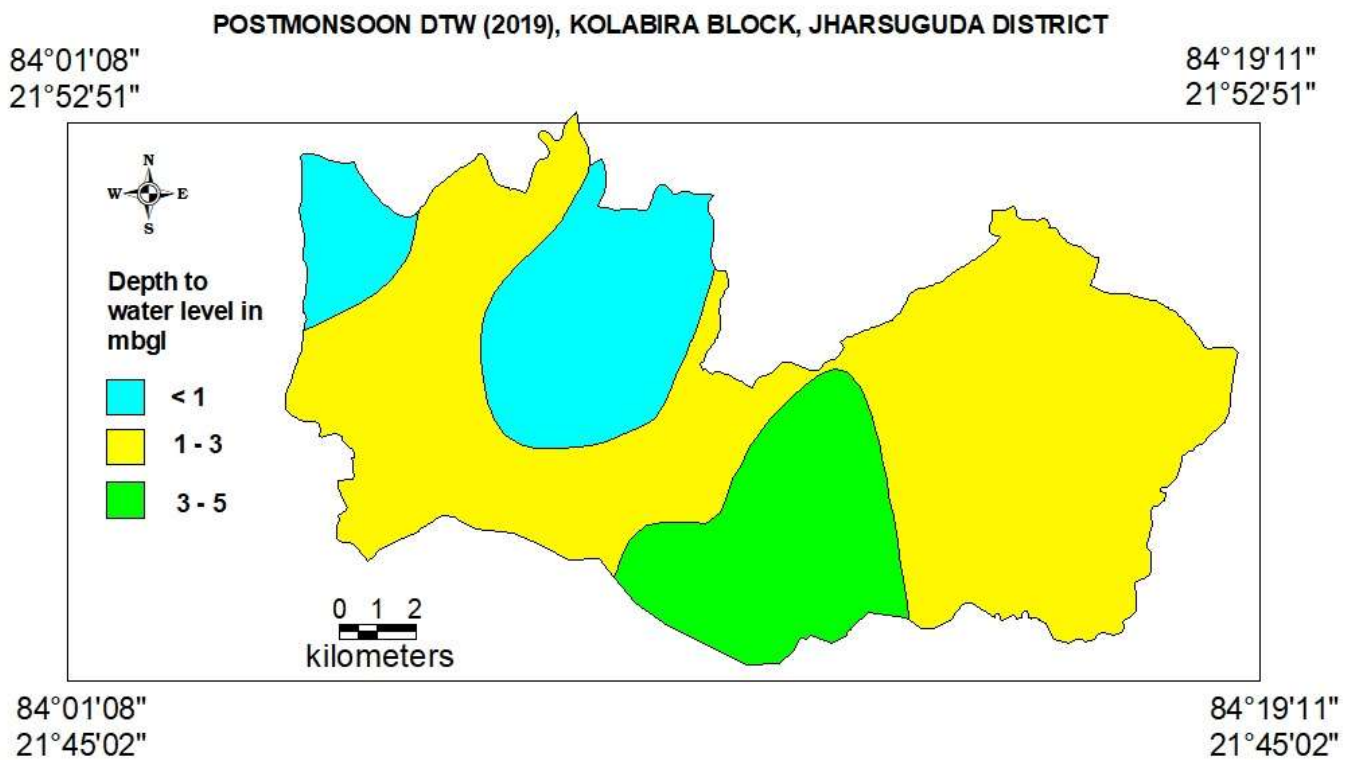 POSTMONSOON DTW (2019), KOLABIRA BLOCK, JHARSUGUDA DISTRICT
84°01'08"
21°52'51"
84°19'11"
21°52'51"
N
W E
S
Depth to
water level in
mbgl
< 1
1 - 3
3 - 5
0 1 2
kilometers
84°01'08"
21°45'02"
84°19'11"
21°45'02"